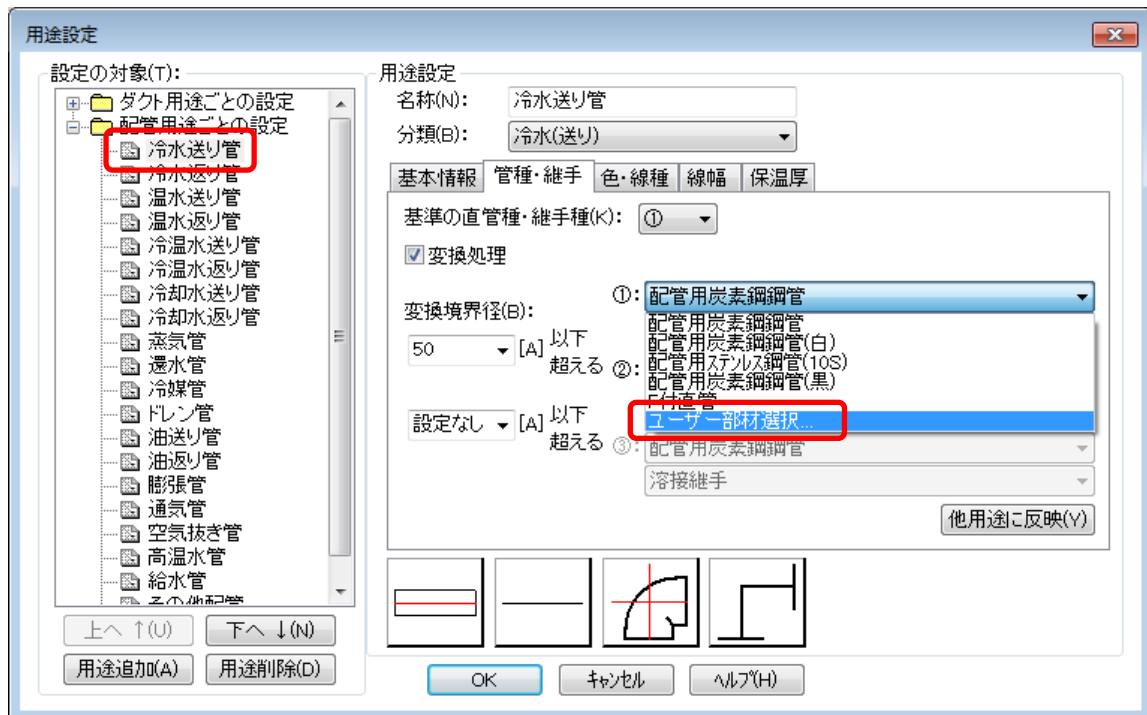 用途設定
設定の対象(T):
ダクト用途ごとの設定
配管用途ごとの設定
冷水送り管
冷水返り管
温水送り管
温水返り管
冷温水送り管
冷温水返り管
冷却水送り管
冷却水返り管
蒸気管
還水管
冷媒管
ドレン管
油送り管
油返り管
膨張管
通気管
空気抜き管
高温水管
給水管
その他配管
上へ ↑(U)
下へ ↓(N)
用途追加(A)
用途削除(D)
用途設定
名称(N): 冷水送り管
分類(B): 冷水(送り)
基本情報 管種・継手 色・線種 線幅 保温厚
基準の直管種・継手種(K): ①
変換処理
変換境界径(B):
50 [A] 以下
超える
設定なし [A] 以下
超える
①: 配管用炭素鋼鋼管
配管用炭素鋼鋼管
配管用炭素鋼鋼管(白)
②: 配管用ステンレス鋼管(10S)
配管用炭素鋼鋼管(黒)
F付直管
ユーザー部材選択...
③: 配管用炭素鋼鋼管
溶接継手
他用途に反映(Y)
OK
キャンセル
ヘルプ(H)